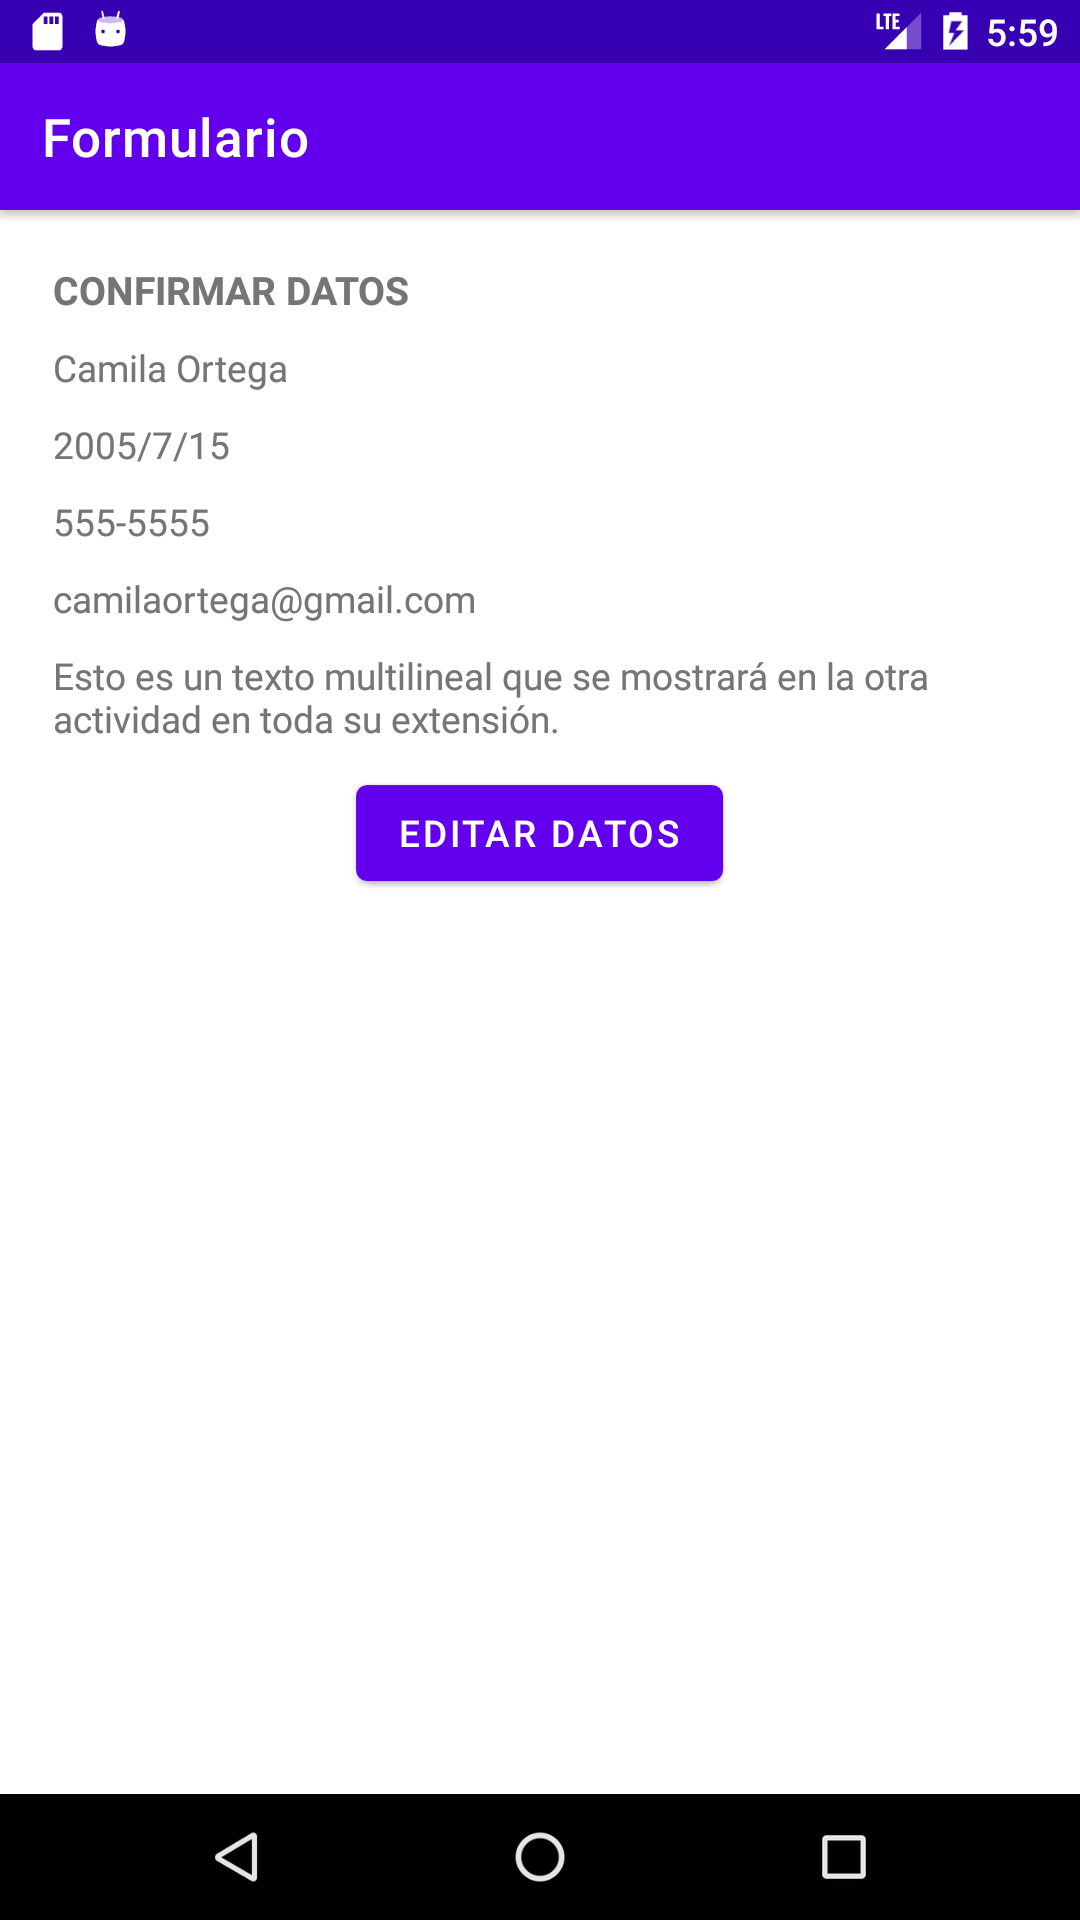 LTE 5:59
Formulario
CONFIRMAR DATOS
Camila Ortega
2005/7/15
555-5555
camilaortega@gmail.com
Esto es un texto multilineal que se mostrará en la otra
actividad en toda su extensión.
EDITAR DATOS